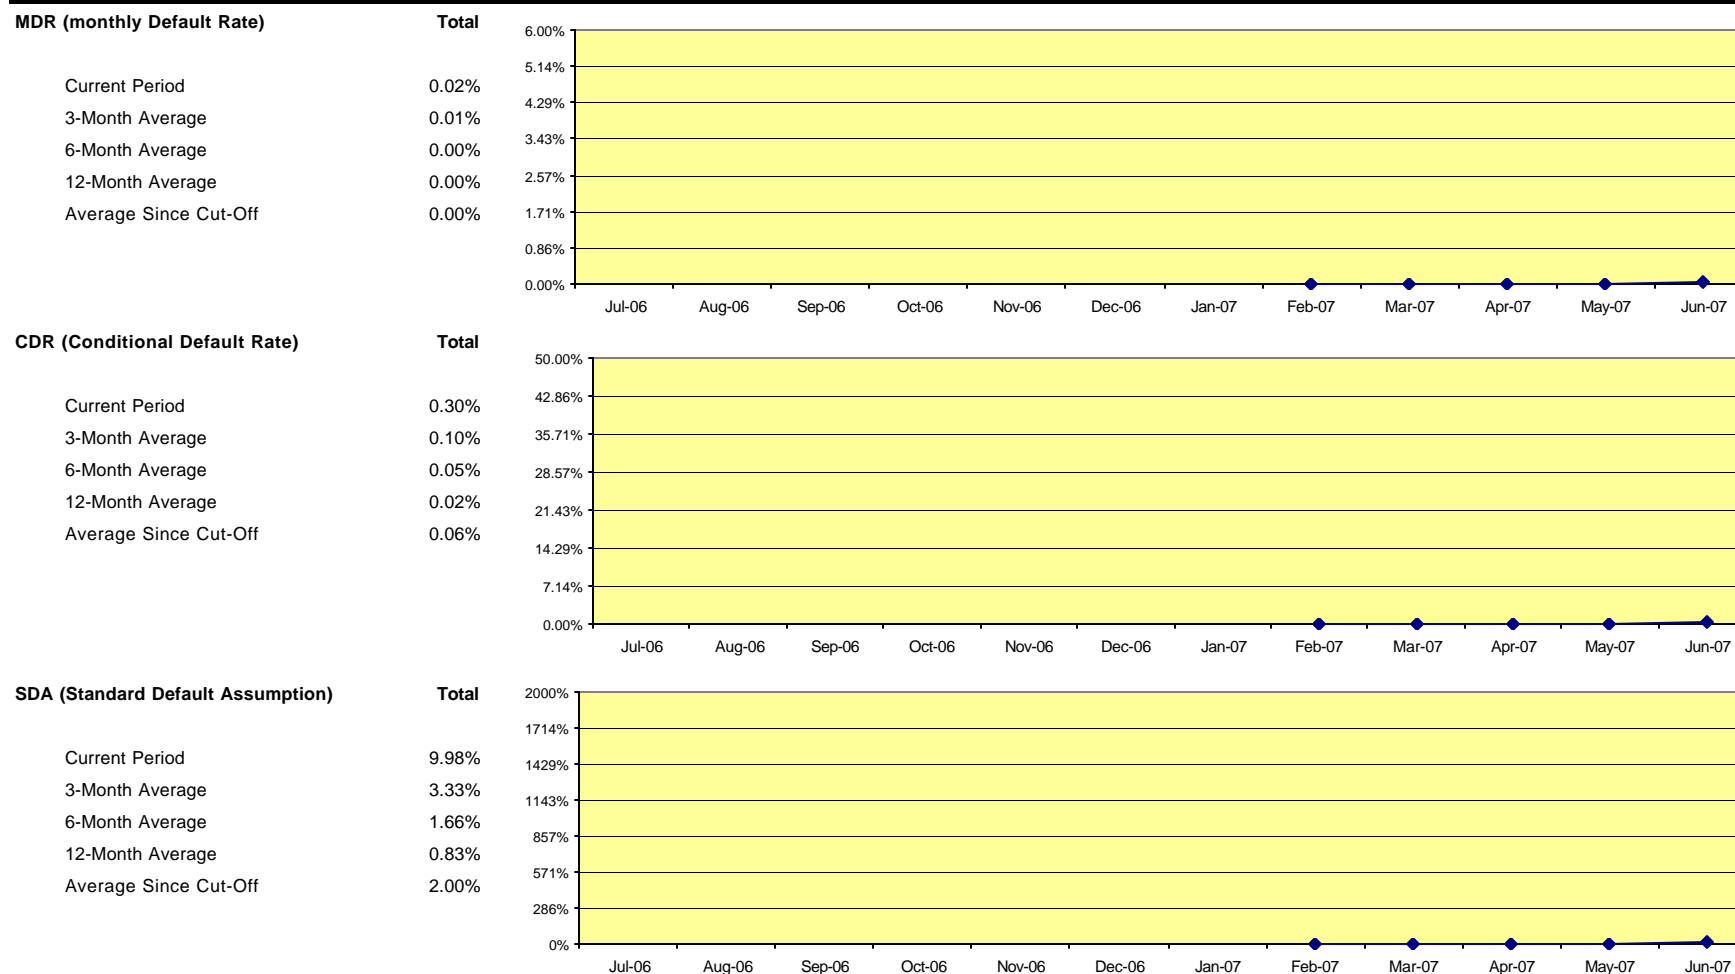 MDR (monthly Default Rate) Total
Current Period 0.02%
3-Month Average 0.01%
6-Month Average 0.00%
12-Month Average 0.00%
Average Since Cut-Off 0.00%
6.00%
5.14%
4.29%
3.43%
2.57%
1.71%
0.86%
0.00%
Jul-06 Aug-06 Sep-06 Oct-06 Nov-06 Dec-06 Jan-07 Feb-07 Mar-07 Apr-07 May-07 Jun-07
CDR (Conditional Default Rate) Total
Current Period 0.30%
3-Month Average 0.10%
6-Month Average 0.05%
12-Month Average 0.02%
Average Since Cut-Off 0.06%
50.00%
42.86%
35.71%
28.57%
21.43%
14.29%
7.14%
0.00%
Jul-06 Aug-06 Sep-06 Oct-06 Nov-06 Dec-06 Jan-07 Feb-07 Mar-07 Apr-07 May-07 Jun-07
SDA (Standard Default Assumption) Total
Current Period 9.98%
3-Month Average 3.33%
6-Month Average 1.66%
12-Month Average 0.83%
Average Since Cut-Off 2.00%
2000%
1714%
1429%
1143%
857%
571%
286%
0%
Jul-06 Aug-06 Sep-06 Oct-06 Nov-06 Dec-06 Jan-07 Feb-07 Mar-07 Apr-07 May-07 Jun-07